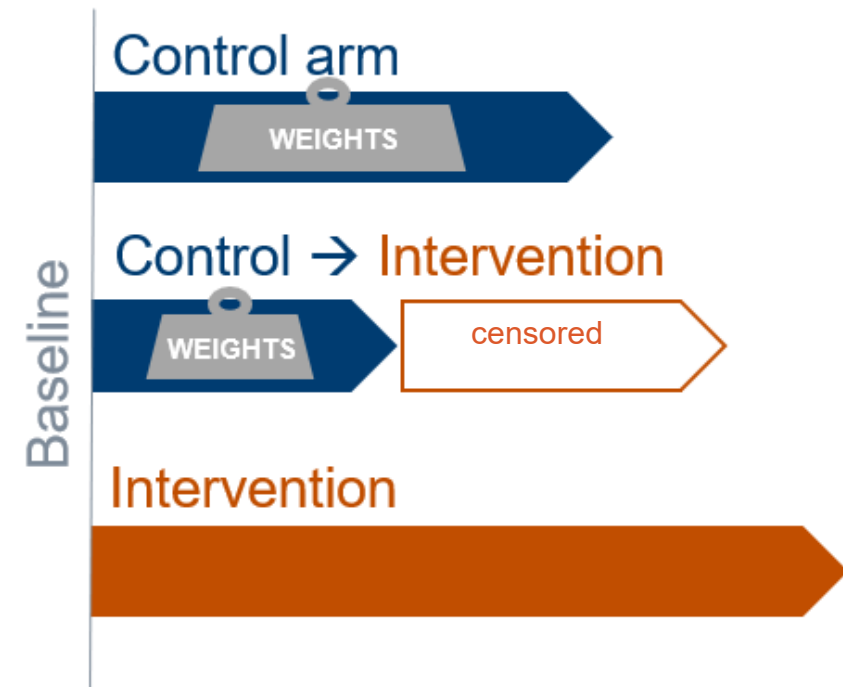 Control arm
WEIGHTS
Control → Intervention
WEIGHTS
censored
Baseline
Intervention